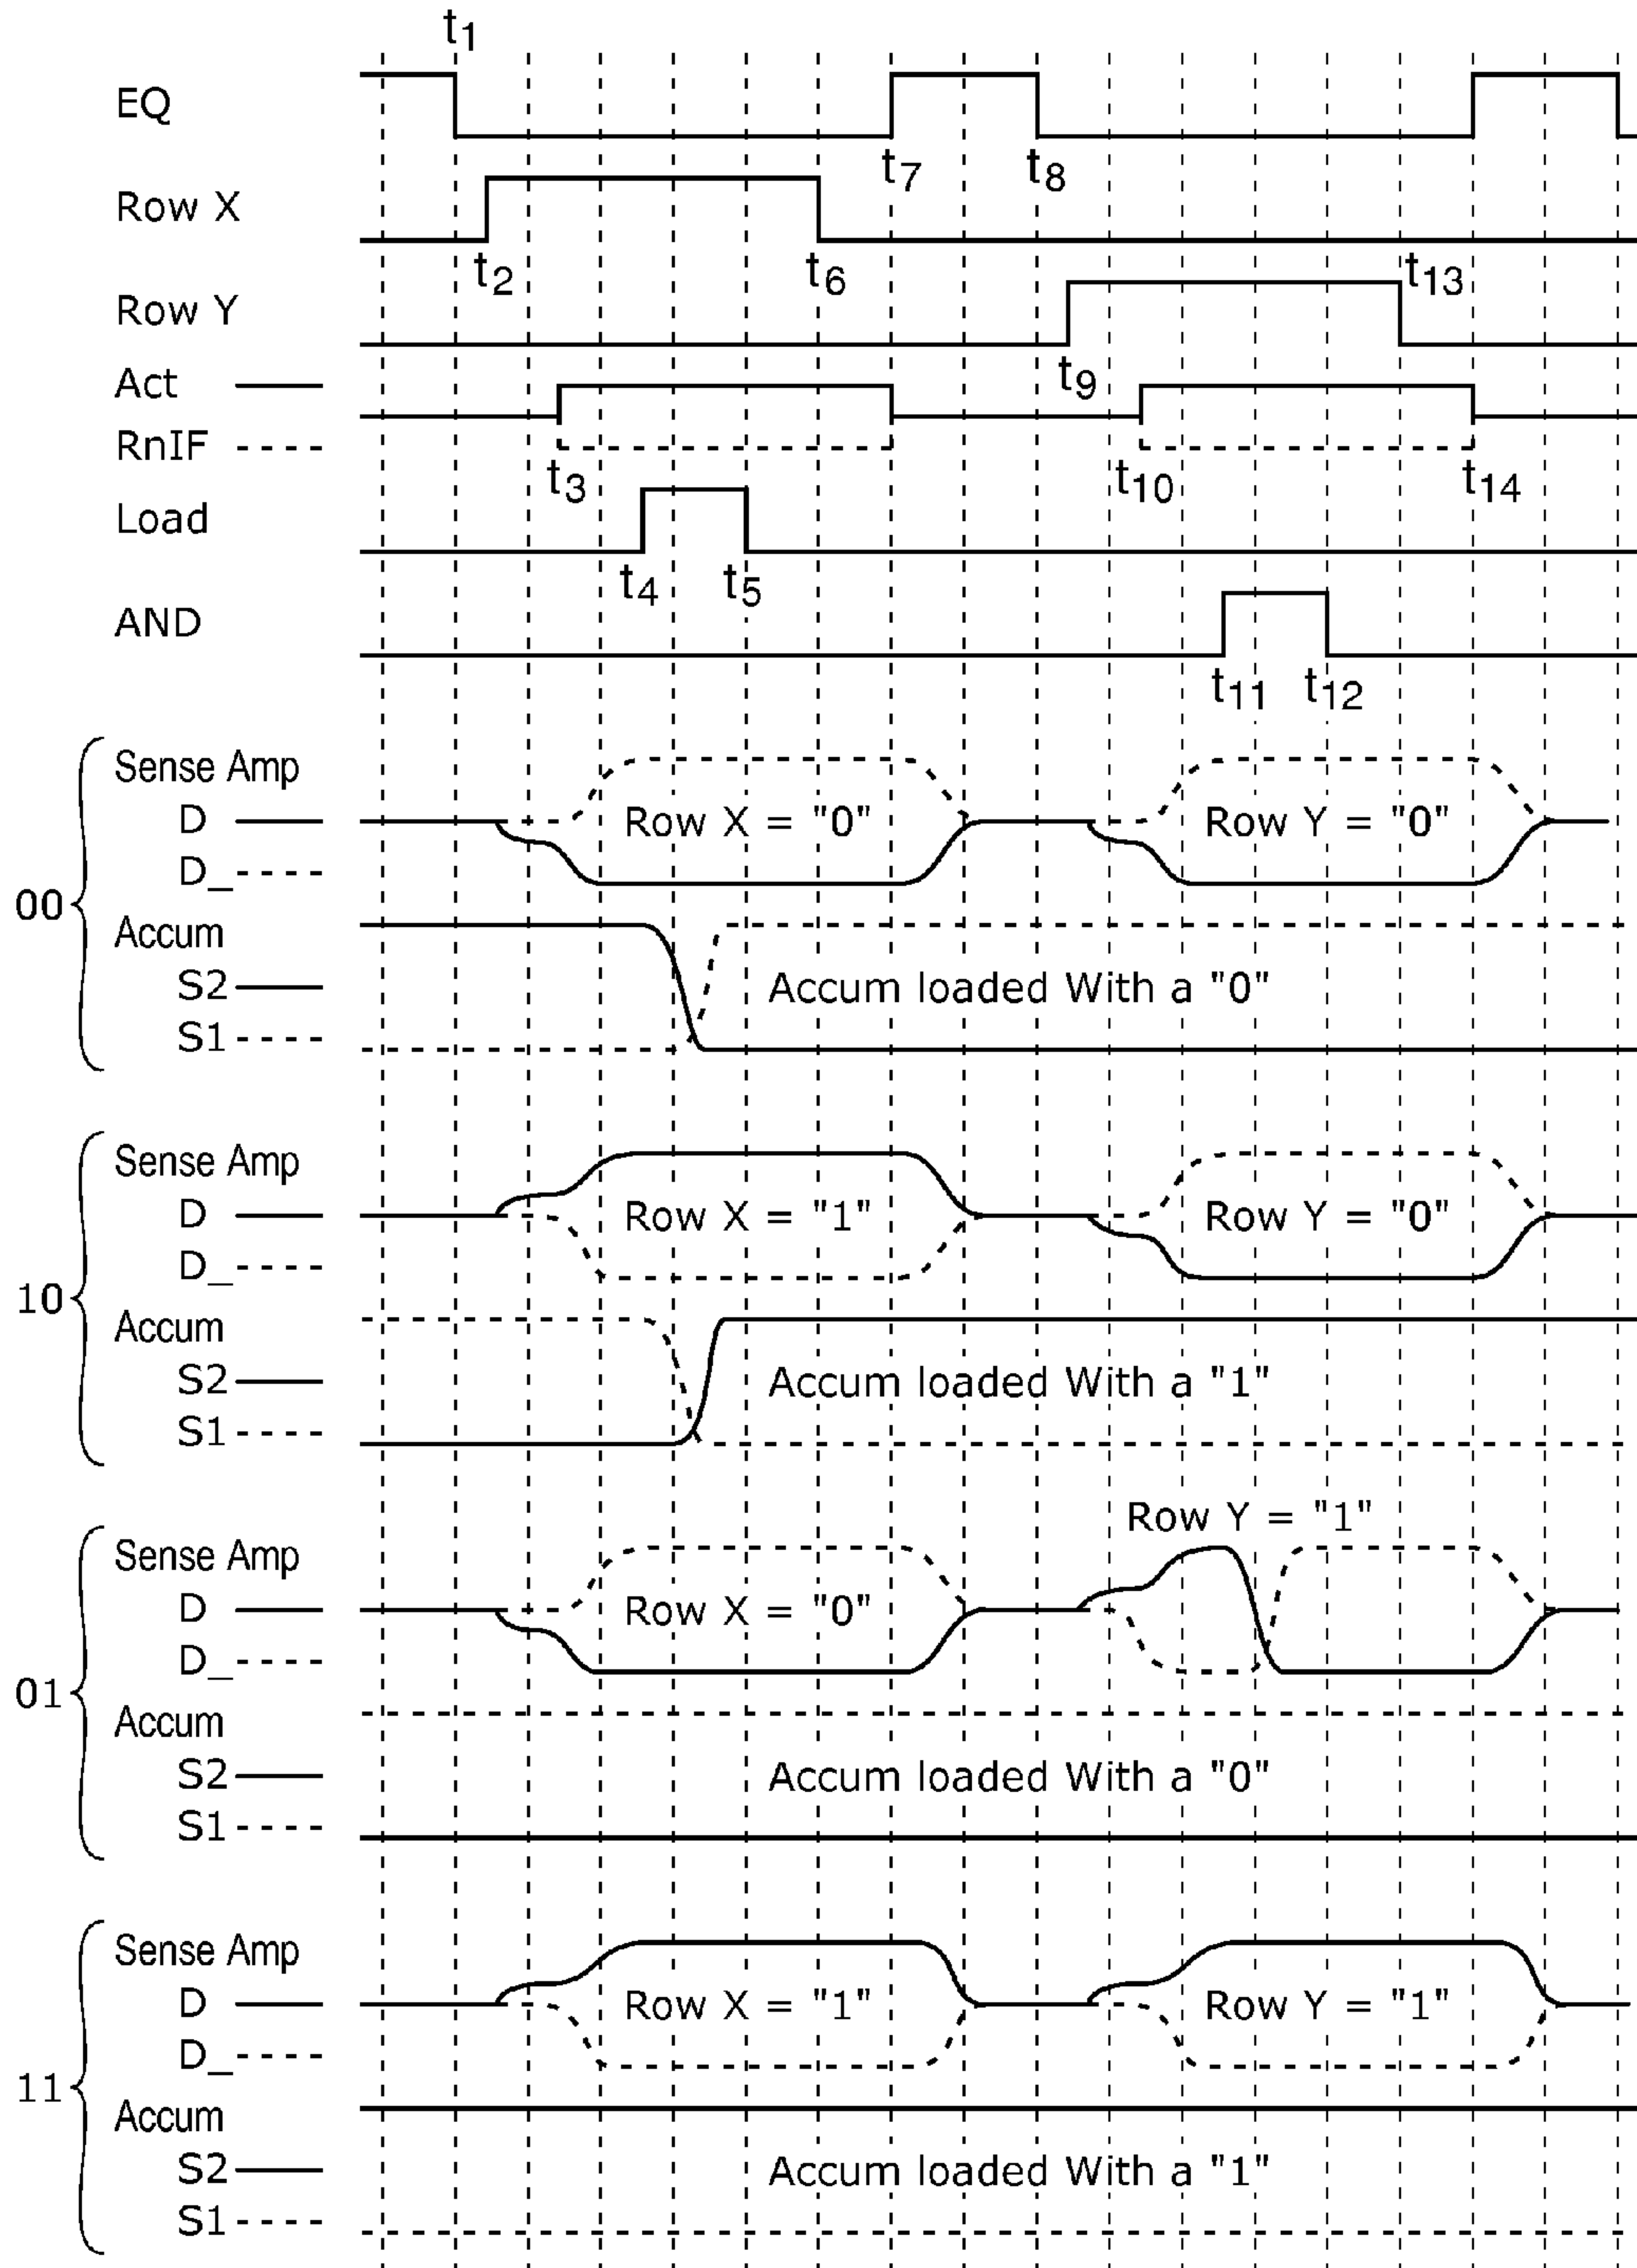 t1
EQ
t7 t8
Row X
t2 t6 t13
Row Y
t9
Act
RnIF
t3 t10 t14
Load
t4 t5
AND
t11 t12
00
Sense Amp
D Row X = "0" Row Y = "0"
D_
Accum
S2 Accum loaded With a "0"
S1
10
Sense Amp
D Row X = "1" Row Y = "0"
D_
Accum
S2 Accum loaded With a "1"
S1
Row Y = "1"
01
Sense Amp
D Row X = "0"
D_
Accum
S2 Accum loaded With a "0"
S1
11
Sense Amp
D Row X = "1" Row Y = "1"
D_
Accum
S2 Accum loaded With a "1"
S1